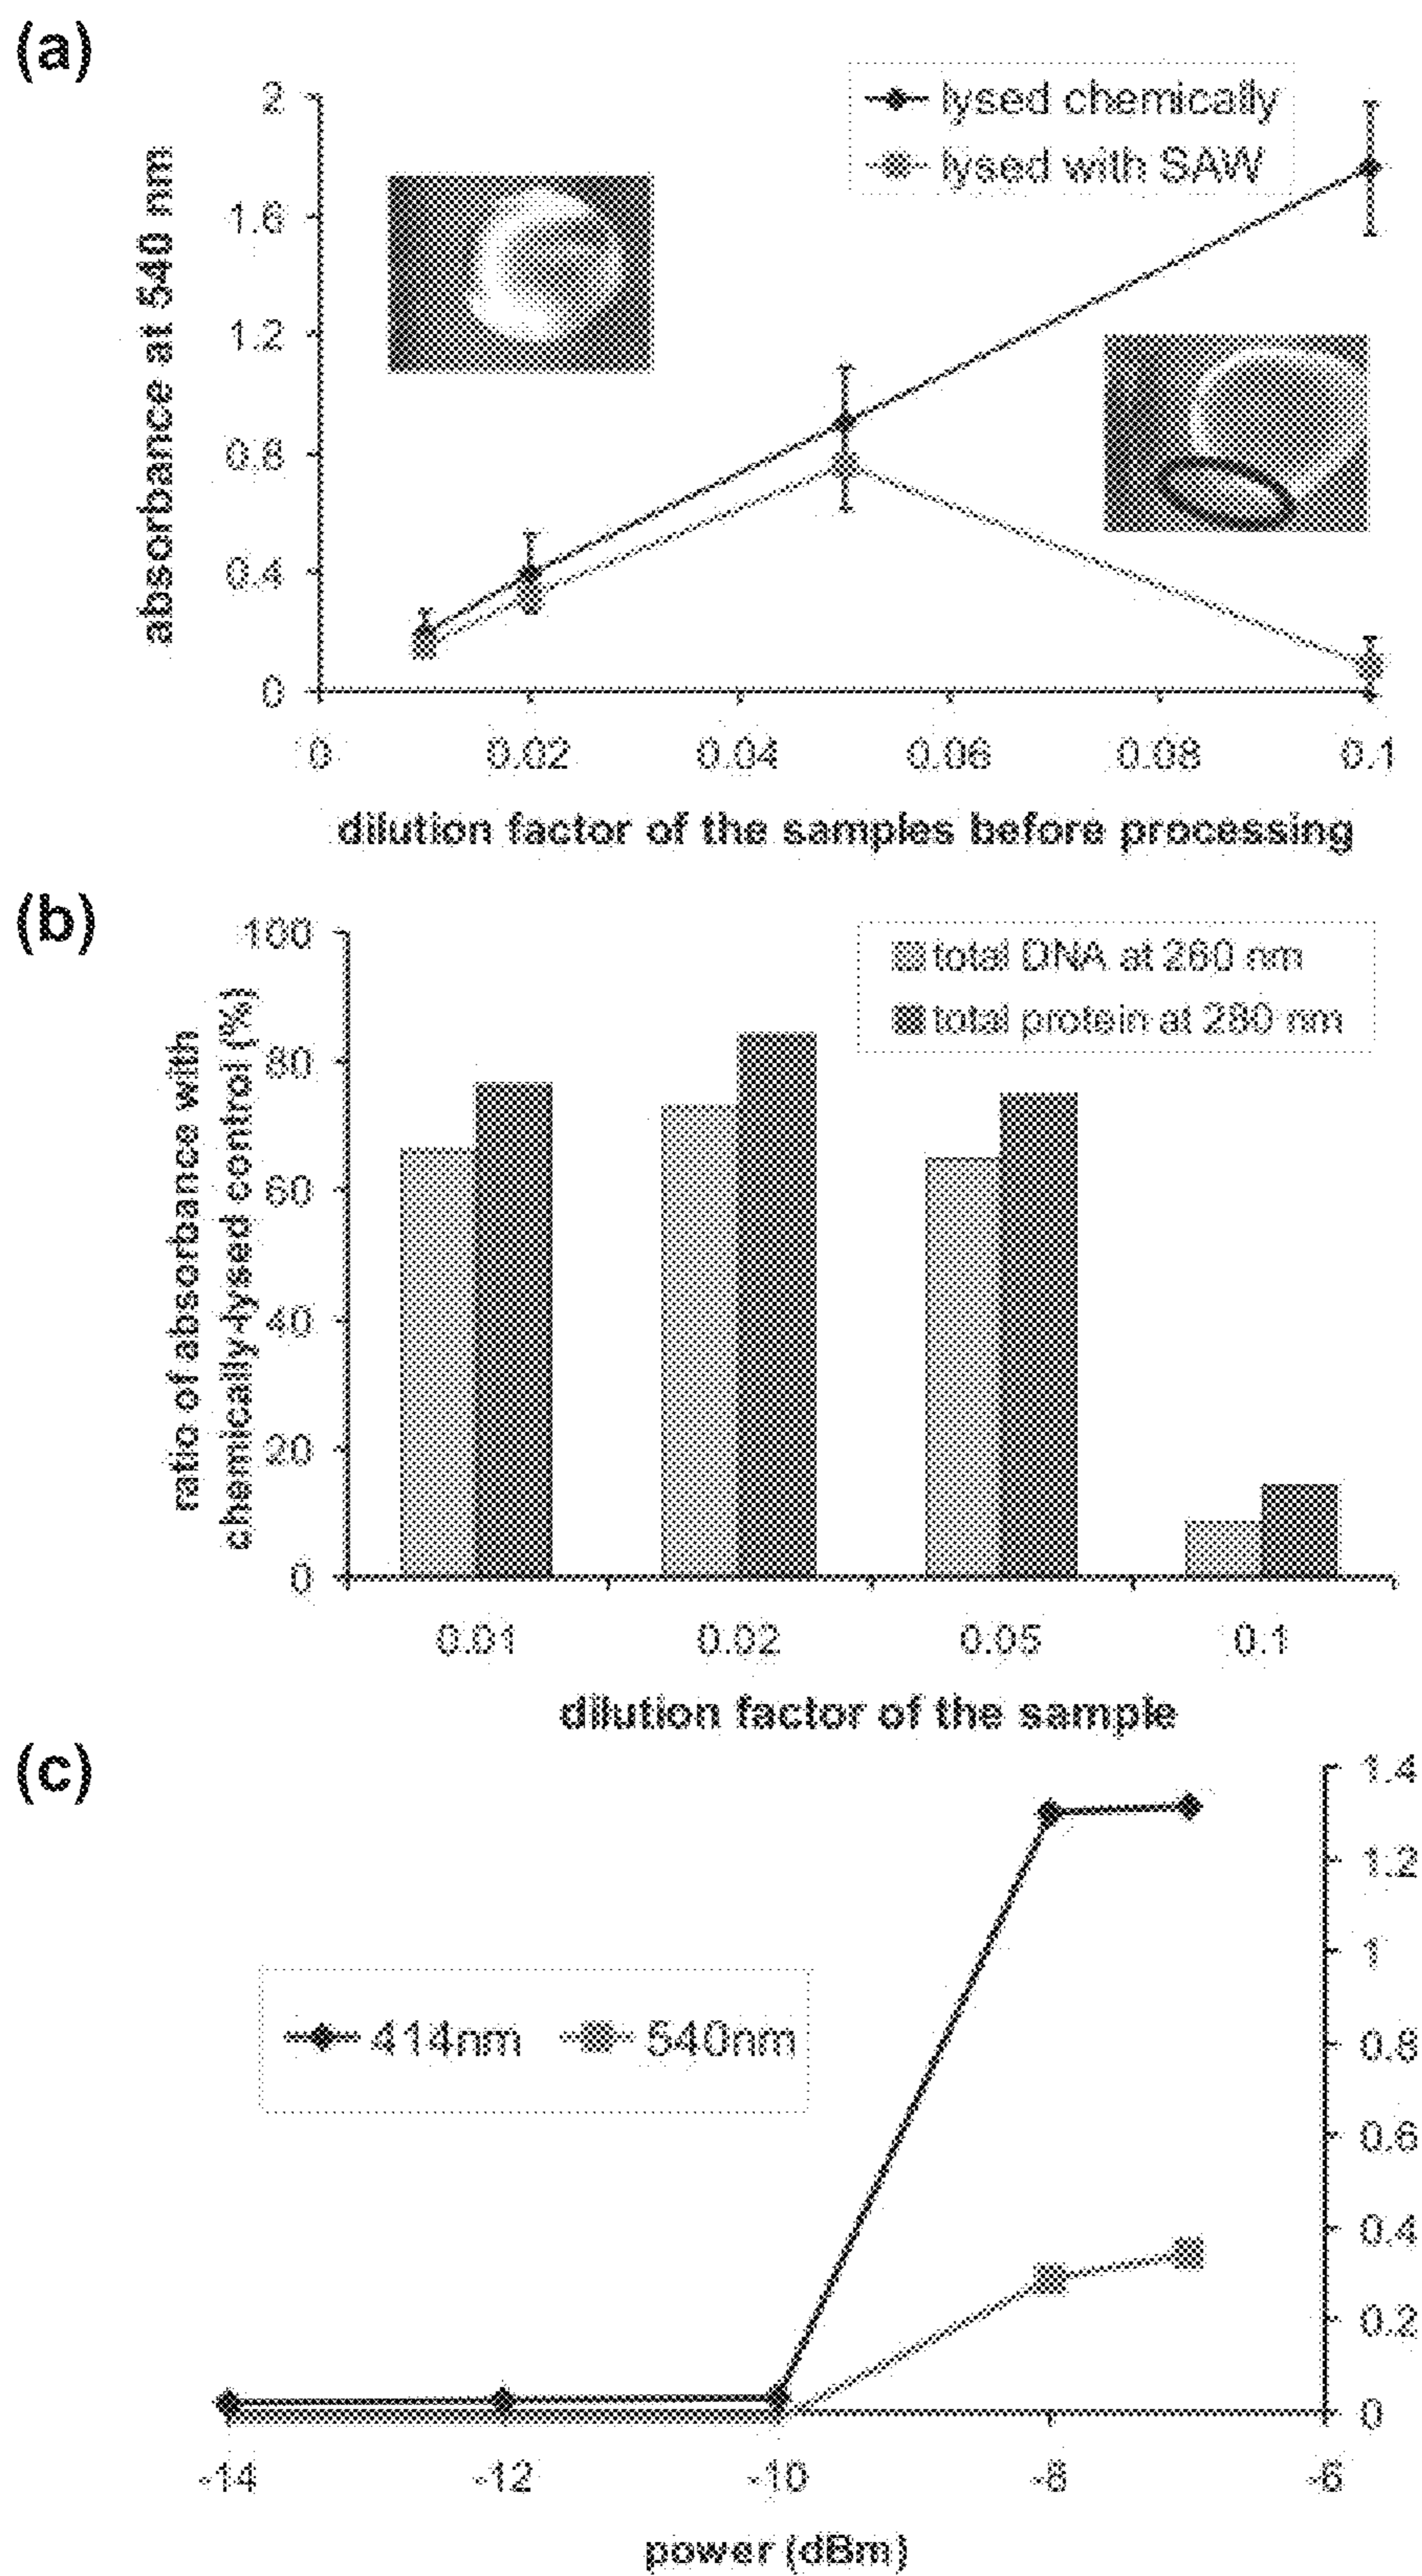 (a)
lysed chemically
lysed with SAW
absorbance at 540 nm
2
1.6
1.2
0.8
0.4
0
0 0.02 0.04 0.06 0.08 0.1
dilution factor of the samples before processing
(b)
total DNA at 260 nm
total protein at 280 nm
ratio of absorbance with
chemically-lysed control (%)
100
80
60
40
20
0
0.01 0.02 0.05 0.1
dilution factor of the sample
(c)
414nm 540nm
1.4
1.2
1
0.8
0.6
0.4
0.2
0
-14 -12 -10 -8 -6
power (dBm)